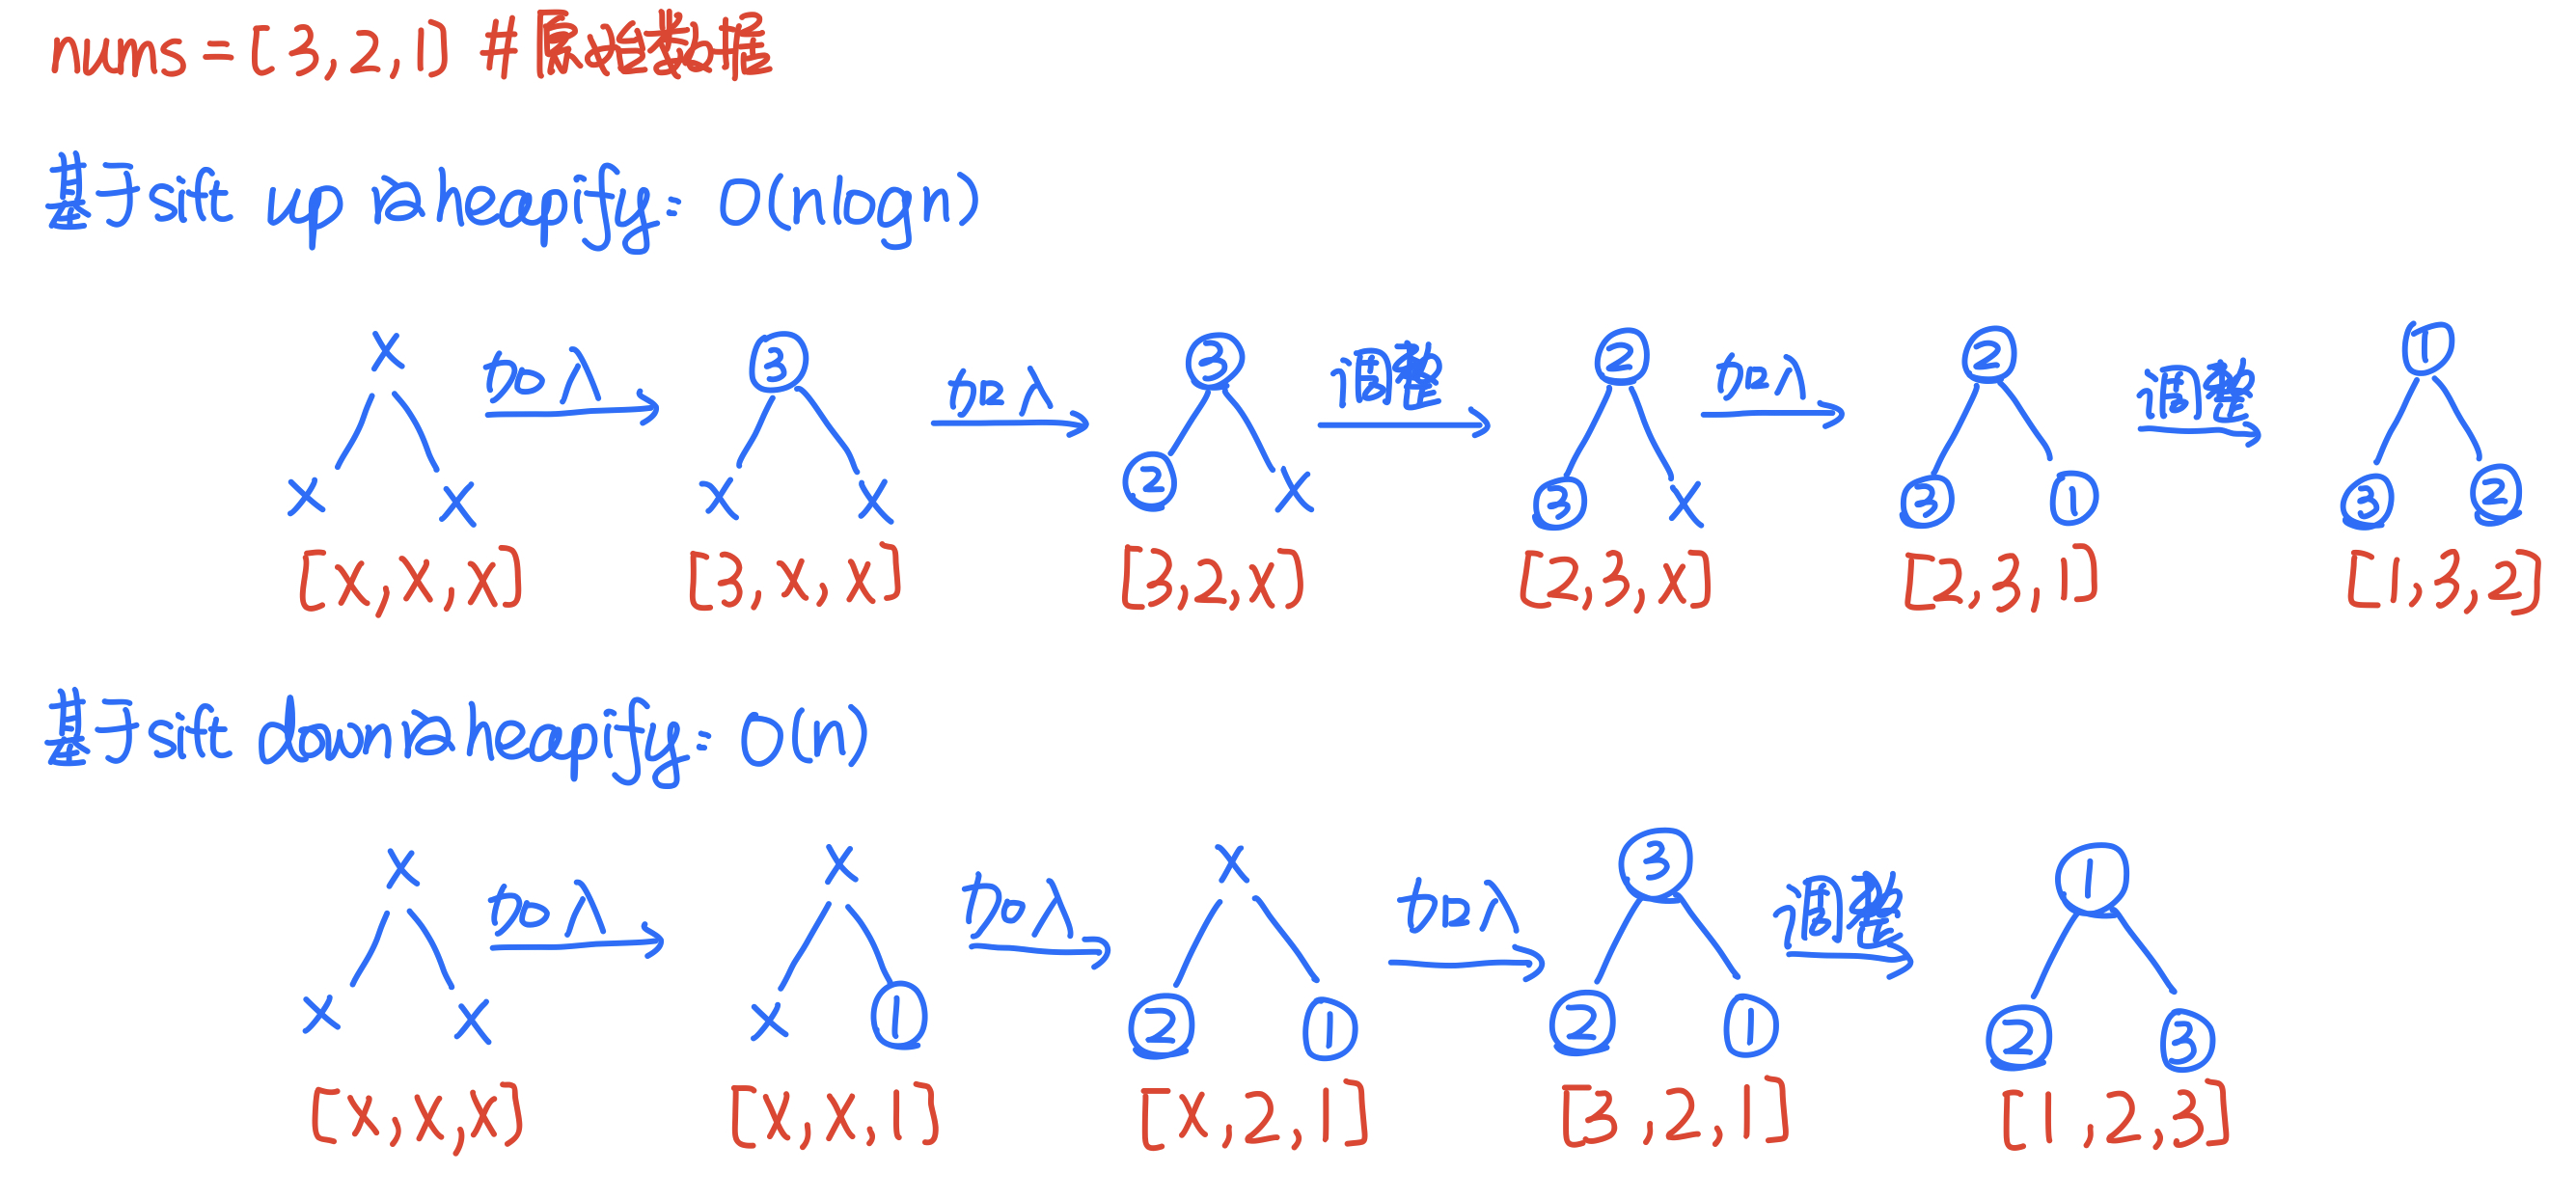 nums = [3,2,1] #原始数据
基于sift up的heapify: O(nlogn)
x 加入 3 加入 3 调整 2 加入 2 调整 1
x x x x 2 x 3 x 3 1 3 2
[x,x,x] [3,x,x] [3,2,x] [2,3,x] [2,3,1] [1,3,2]
基于sift down的heapify: O(n)
x 加入 x 加入 x 加入 3 调整 1
x x x 1 2 1 2 1 2 3
[x,x,x] [x,x,1] [x,2,1] [3,2,1] [1,2,3]